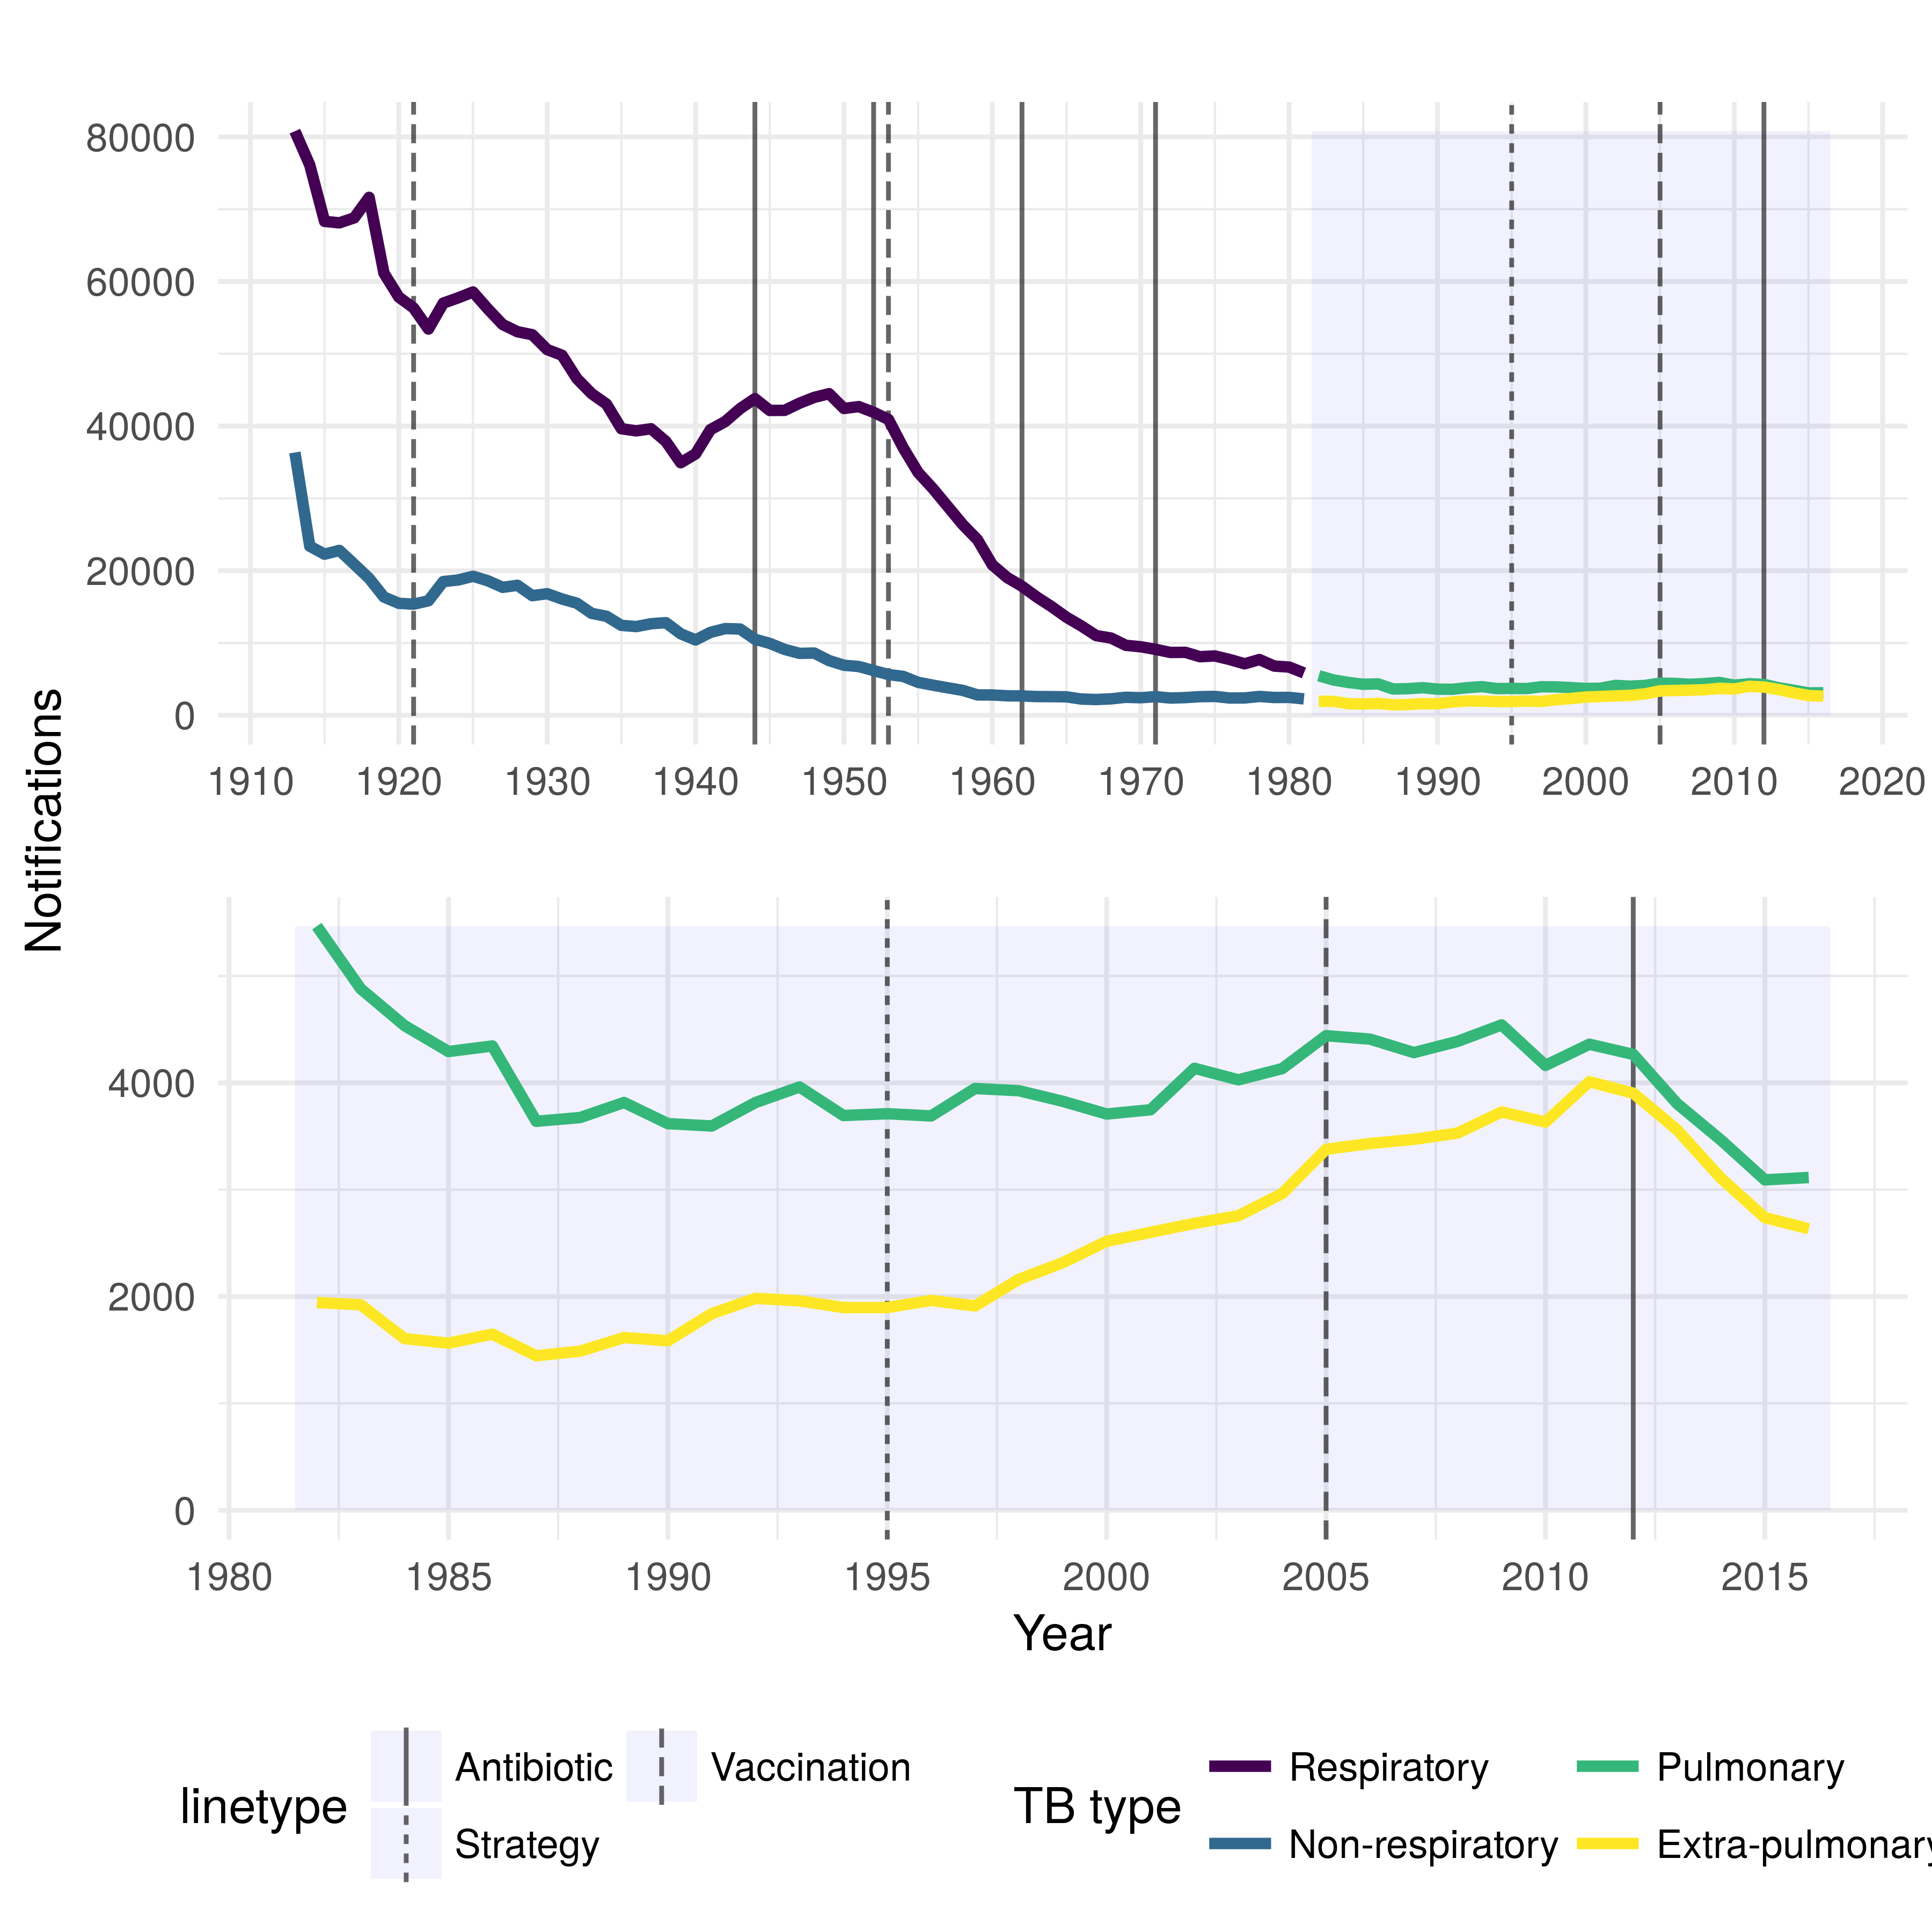 80000
60000
40000
20000
0
1910 1920 1930 1940 1950 1960 1970 1980 1990 2000 2010 2020
Notifications
4000
2000
0
1980 1985 1990 1995 2000 2005 2010 2015
Year
linetype
Antibiotic Vaccination
Strategy
TB type
Respiratory Pulmonary
Non-respiratory Extra-pulmonary